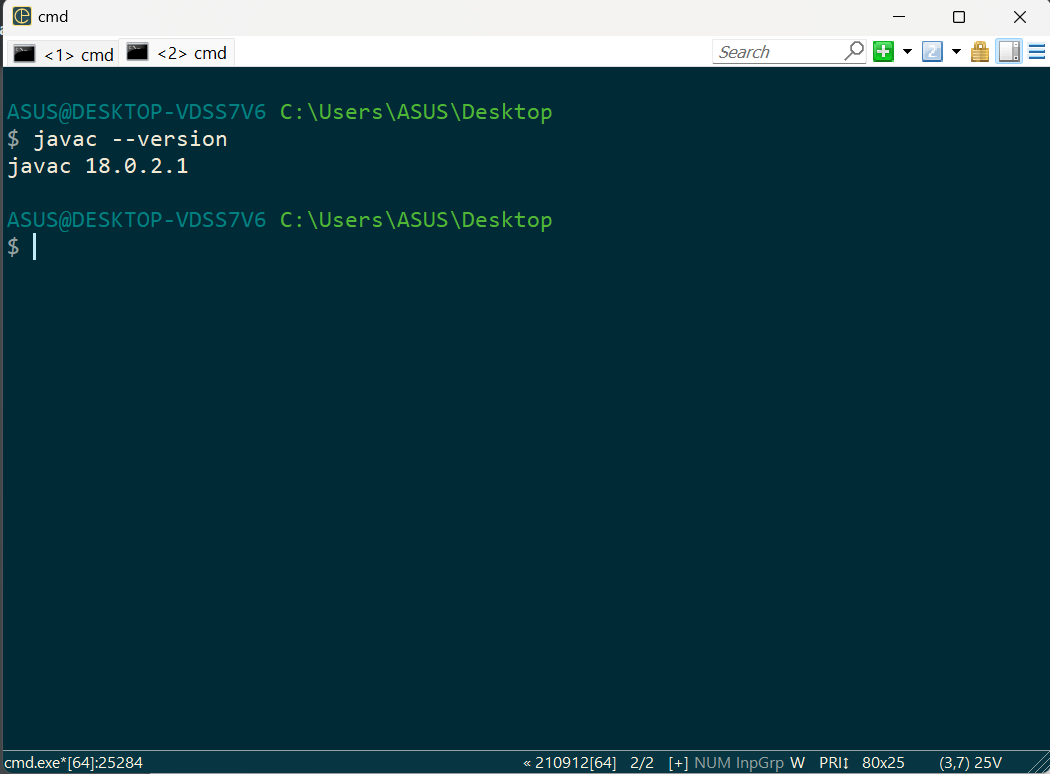 cmd
<1> cmd <2> cmd Search 2
ASUS@DESKTOP-VDSS7V6 C:\Users\ASUS\Desktop
$ javac --version
javac 18.0.2.1
ASUS@DESKTOP-VDSS7V6 C:\Users\ASUS\Desktop
$
cmd.exe*[64]:25284 « 210912[64] 2/2 [+] NUM InpGrp W PRI↕ 80x25 (3,7) 25V